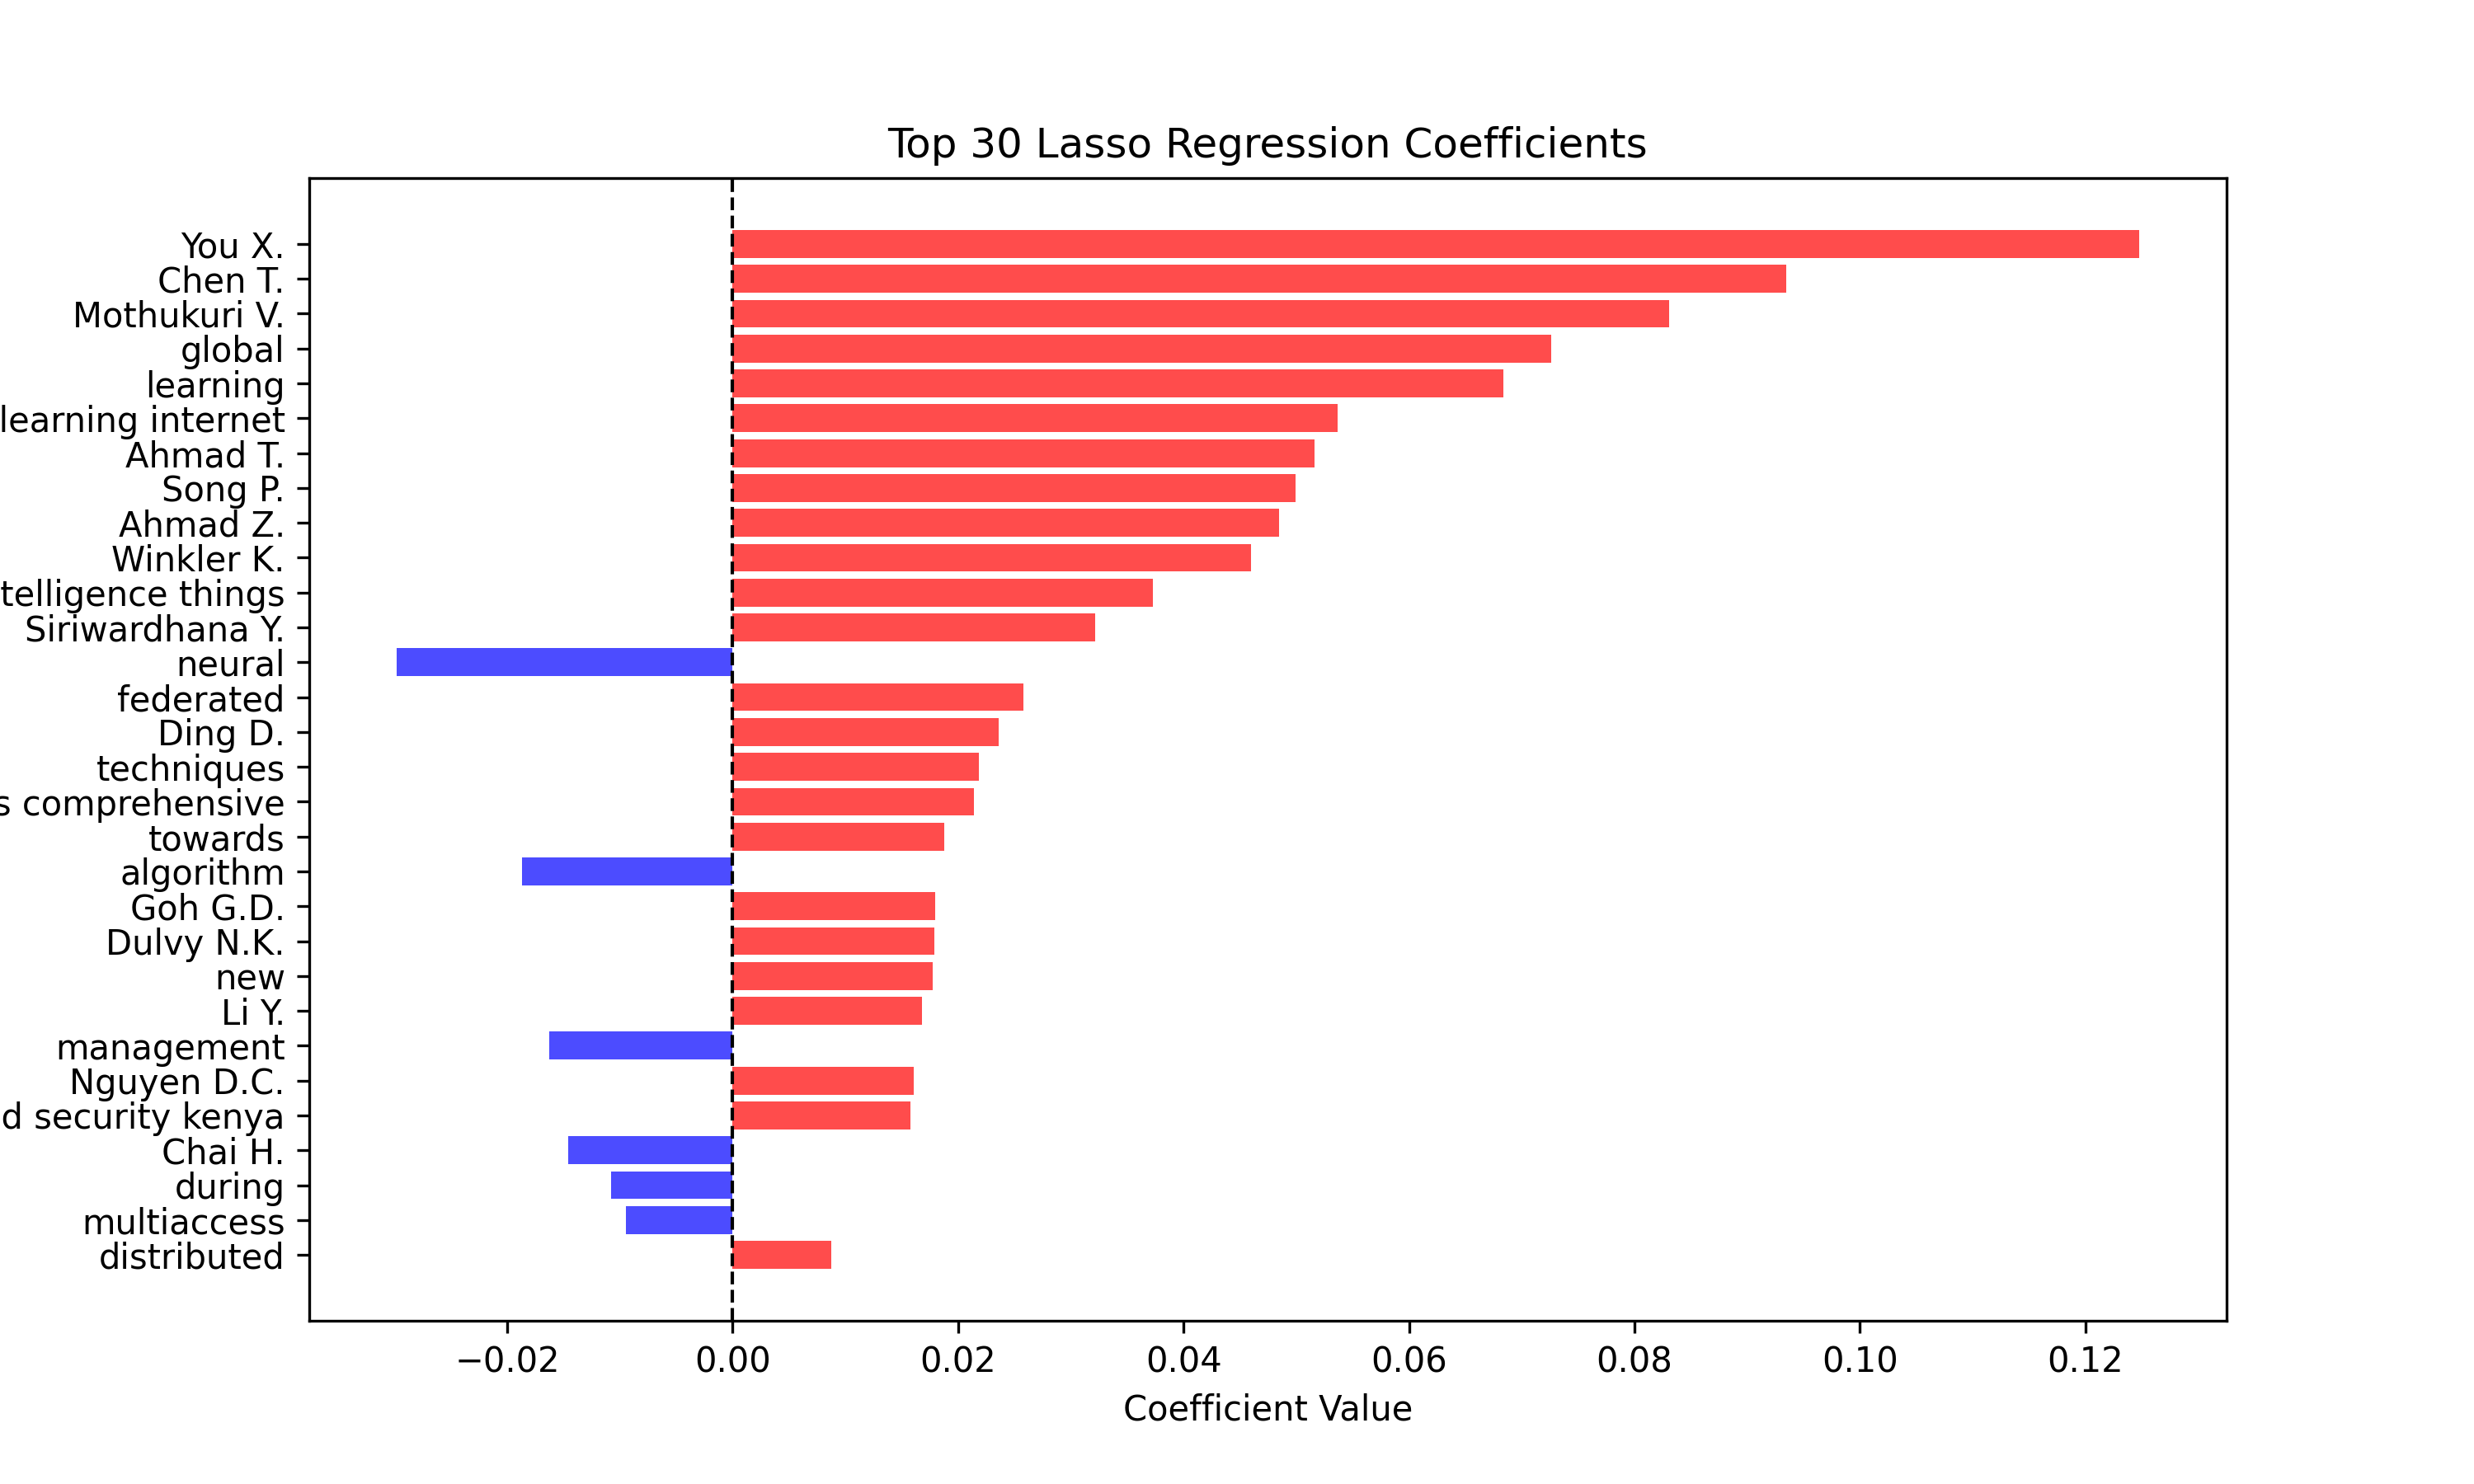 Top 30 Lasso Regression Coefficients
You X.
Chen T.
Mothukuri V.
global
learning
learning internet
Ahmad T.
Song P.
Ahmad Z.
Winkler K.
telligence things
Siriwardhana Y.
neural
federated
Ding D.
techniques
s comprehensive
towards
algorithm
Goh G.D.
Dulvy N.K.
new
Li Y.
management
Nguyen D.C.
d security kenya
Chai H.
during
multiaccess
distributed
−0.02 0.00 0.02 0.04 0.06 0.08 0.10 0.12
Coefficient Value